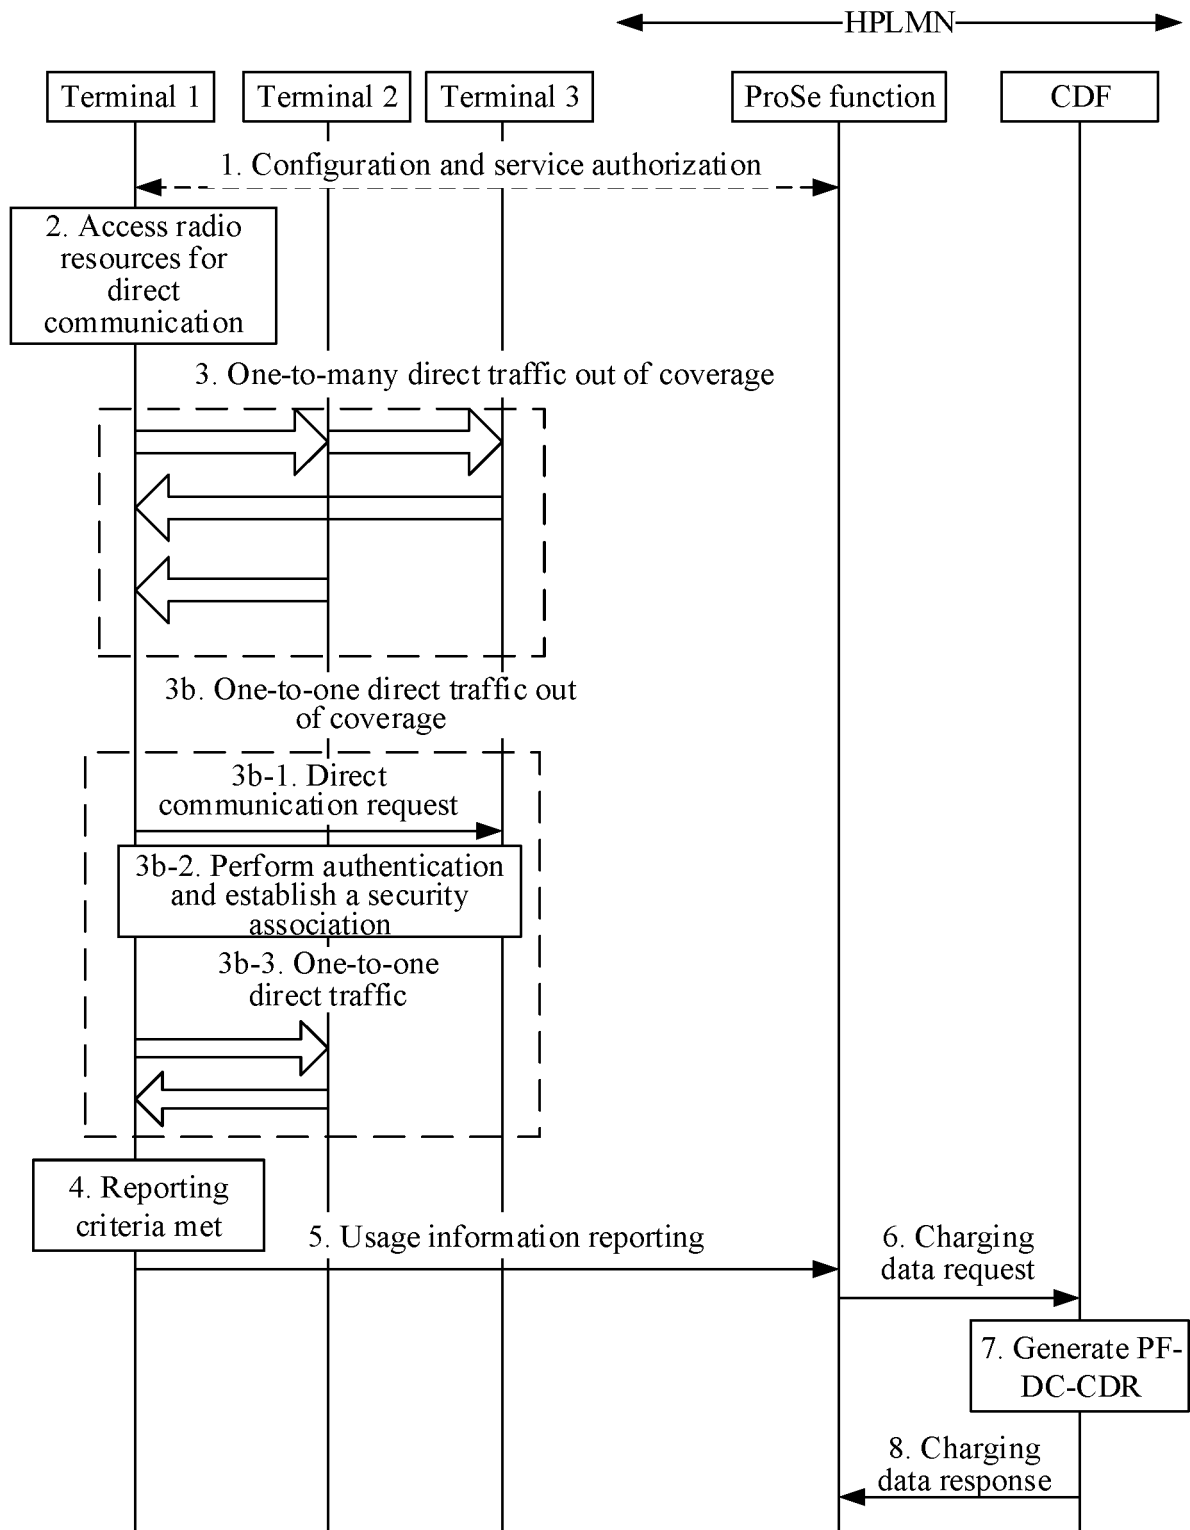 HPLMN
Terminal 1
Terminal 2
Terminal 3
ProSe function
CDF
1. Configuration and service authorization
2. Access radio
resources for
direct
communication
3. One-to-many direct traffic out of coverage
3b. One-to-one direct traffic out
of coverage
3b-1. Direct
communication request
3b-2. Perform authentication
and establish a security
association
3b-3. One-to-one
direct traffic
4. Reporting
criteria met
5. Usage information reporting
6. Charging
data request
7. Generate PF-
DC-CDR
8. Charging
data response